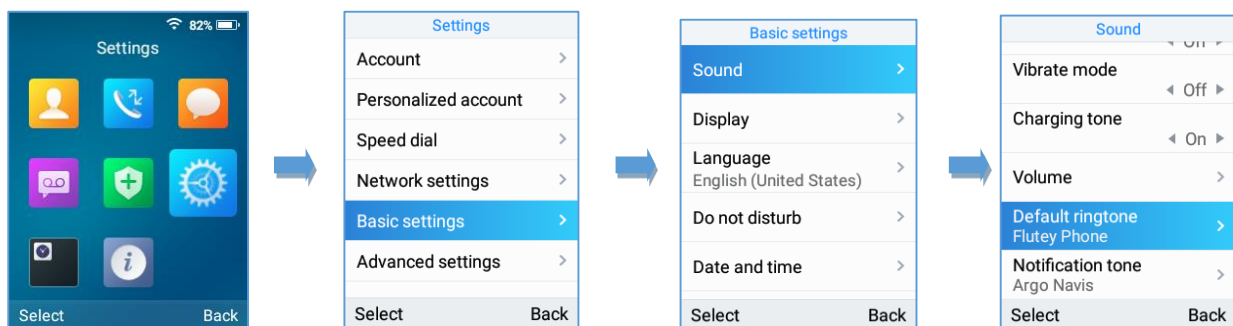 82%
Settings
Select Back
Settings
Account
Personalized account
Speed dial
Network settings
Basic settings
Advanced settings
Select Back
Basic settings
Sound
Display
Language
English (United States)
Do not disturb
Date and time
Select Back
Sound
Vibrate mode
Off
Charging tone
On
Volume
Default ringtone
Flutey Phone
Notification tone
Argo Navis
Select Back